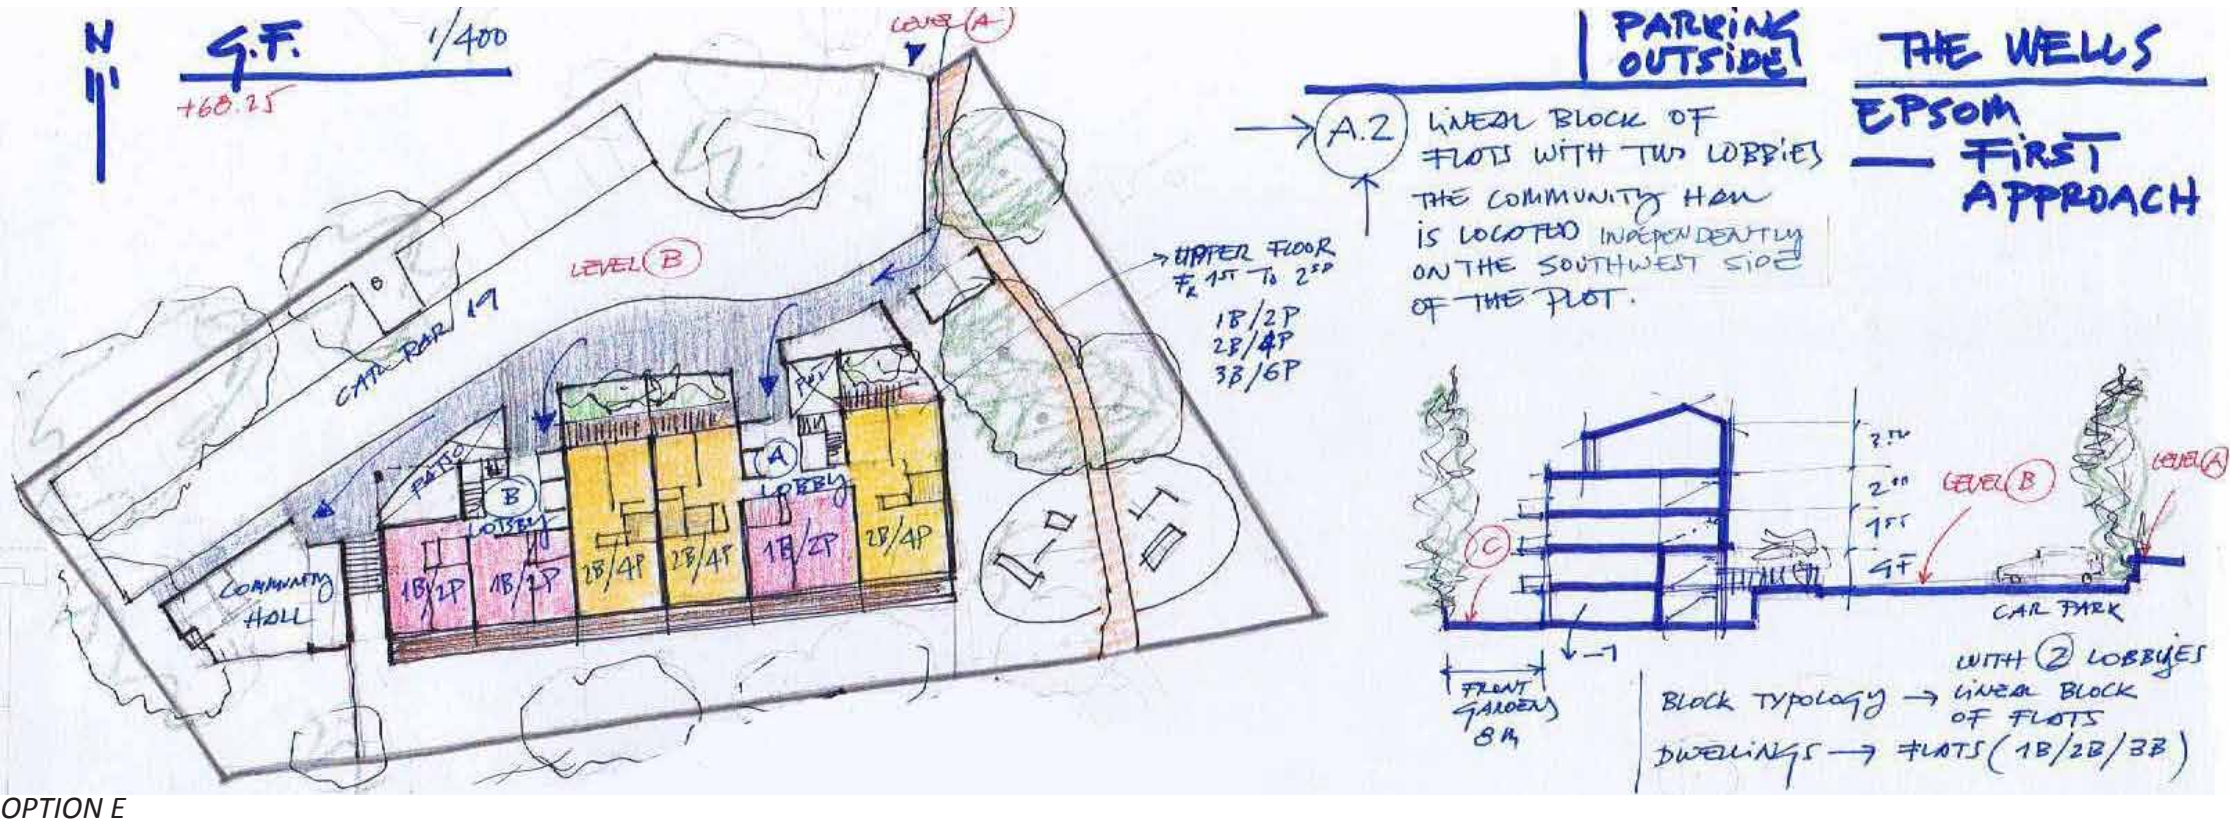 N
G.F. 1/400
+68.25
LEVEL A
PARKING
OUTSIDE
THE WELLS
EPSOM
FIRST
APPROACH
A.2
LINEAL BLOCK OF
FLATS WITH TWO LOBBIES
THE COMMUNITY HALL
IS LOCATED INDEPENDENTLY
ON THE SOUTHWEST SIDE
OF THE PLOT.
UPPER FLOOR
1ST TO 2ND
1B/2P
2B/4P
3B/6P
LEVEL B
B
CAR PARK 19
PATIO
B
LOBBY
A
LOBBY
1B/2P
1B/2P
2B/4P
2B/4P
1B/2P
2B/4P
COMMUNITY
HALL
2ND
1ST
GF
LEVEL B
LEVEL A
C
-1
CAR PARK
FRONT
GARDENS
8 M
WITH 2 LOBBYES
BLOCK TYPOLOGY → LINEAL BLOCK
OF FLATS
DWELLINGS → FLATS (1B/2B/3B)
OPTION E